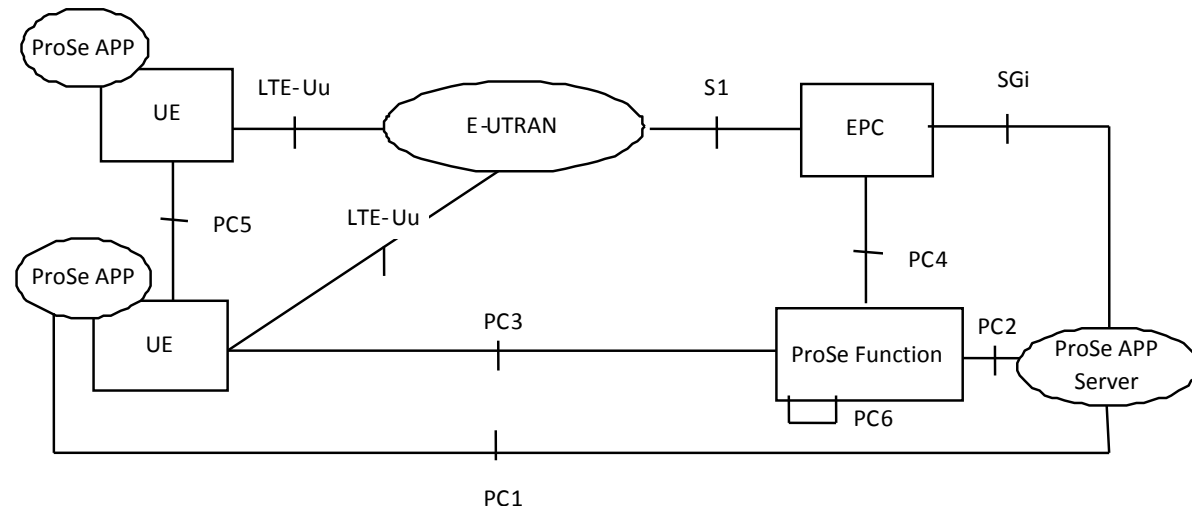 ProSe APP
UE
LTE-Uu
E-UTRAN
S1
EPC
SGi
PC5
LTE-Uu
PC4
ProSe APP
UE
PC3
ProSe Function
PC2
ProSe APP
Server
PC6
PC1